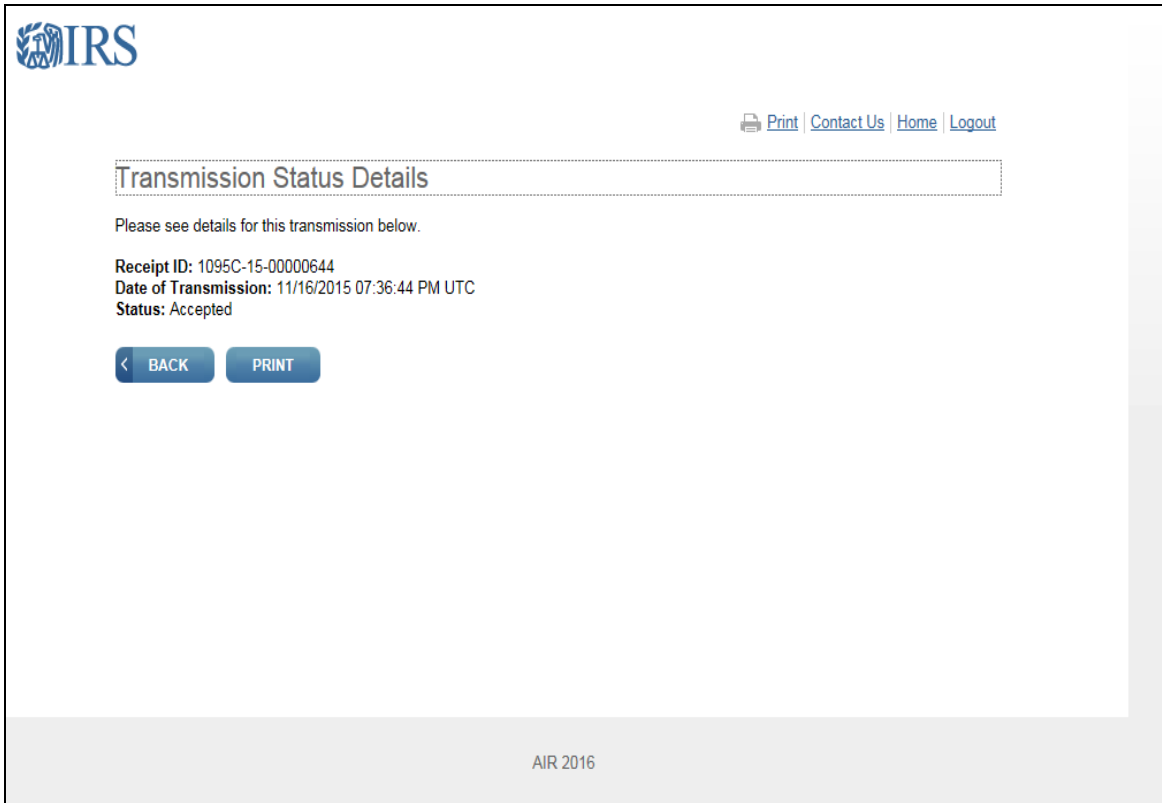 IRS
Print Contact Us Home Logout
Transmission Status Details
Please see details for this transmission below.
Receipt ID: 1095C-15-00000644
Date of Transmission: 11/16/2015 07:36:44 PM UTC
Status: Accepted
BACK PRINT
AIR 2016